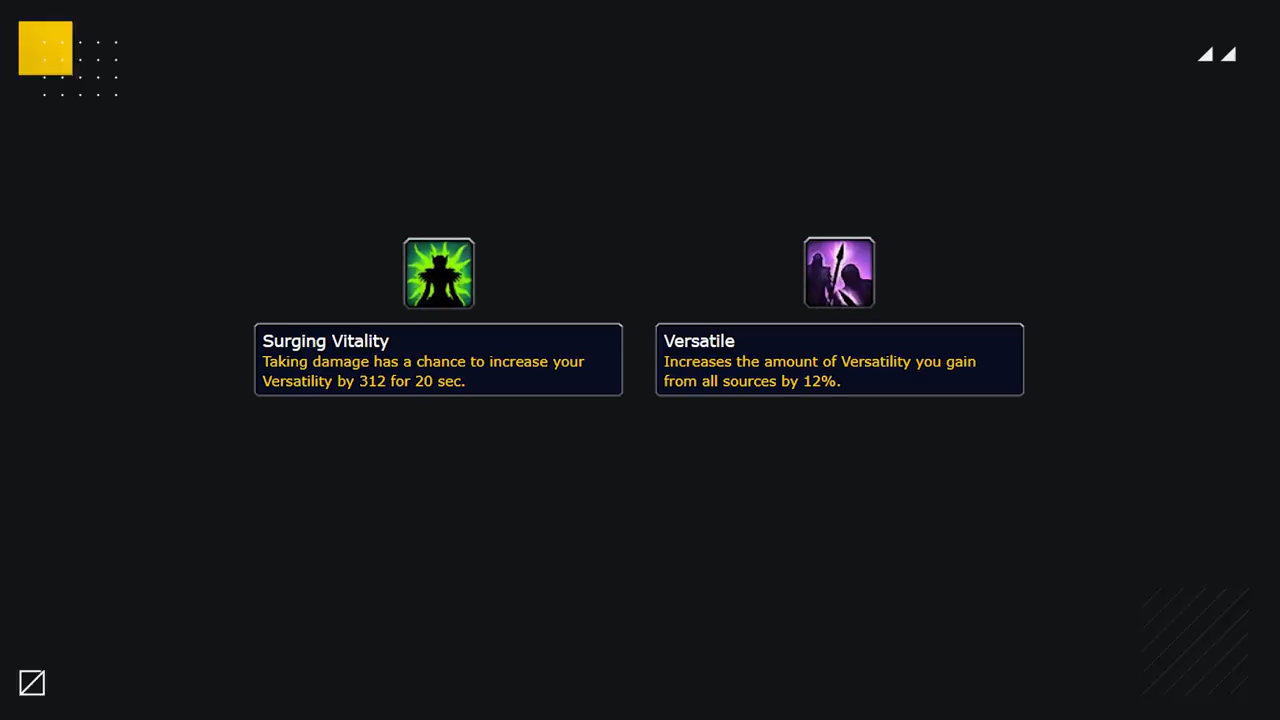 Surging Vitality
Taking damage has a chance to increase your
Versatility by 312 for 20 sec.
Versatile
Increases the amount of Versatility you gain
from all sources by 12%.